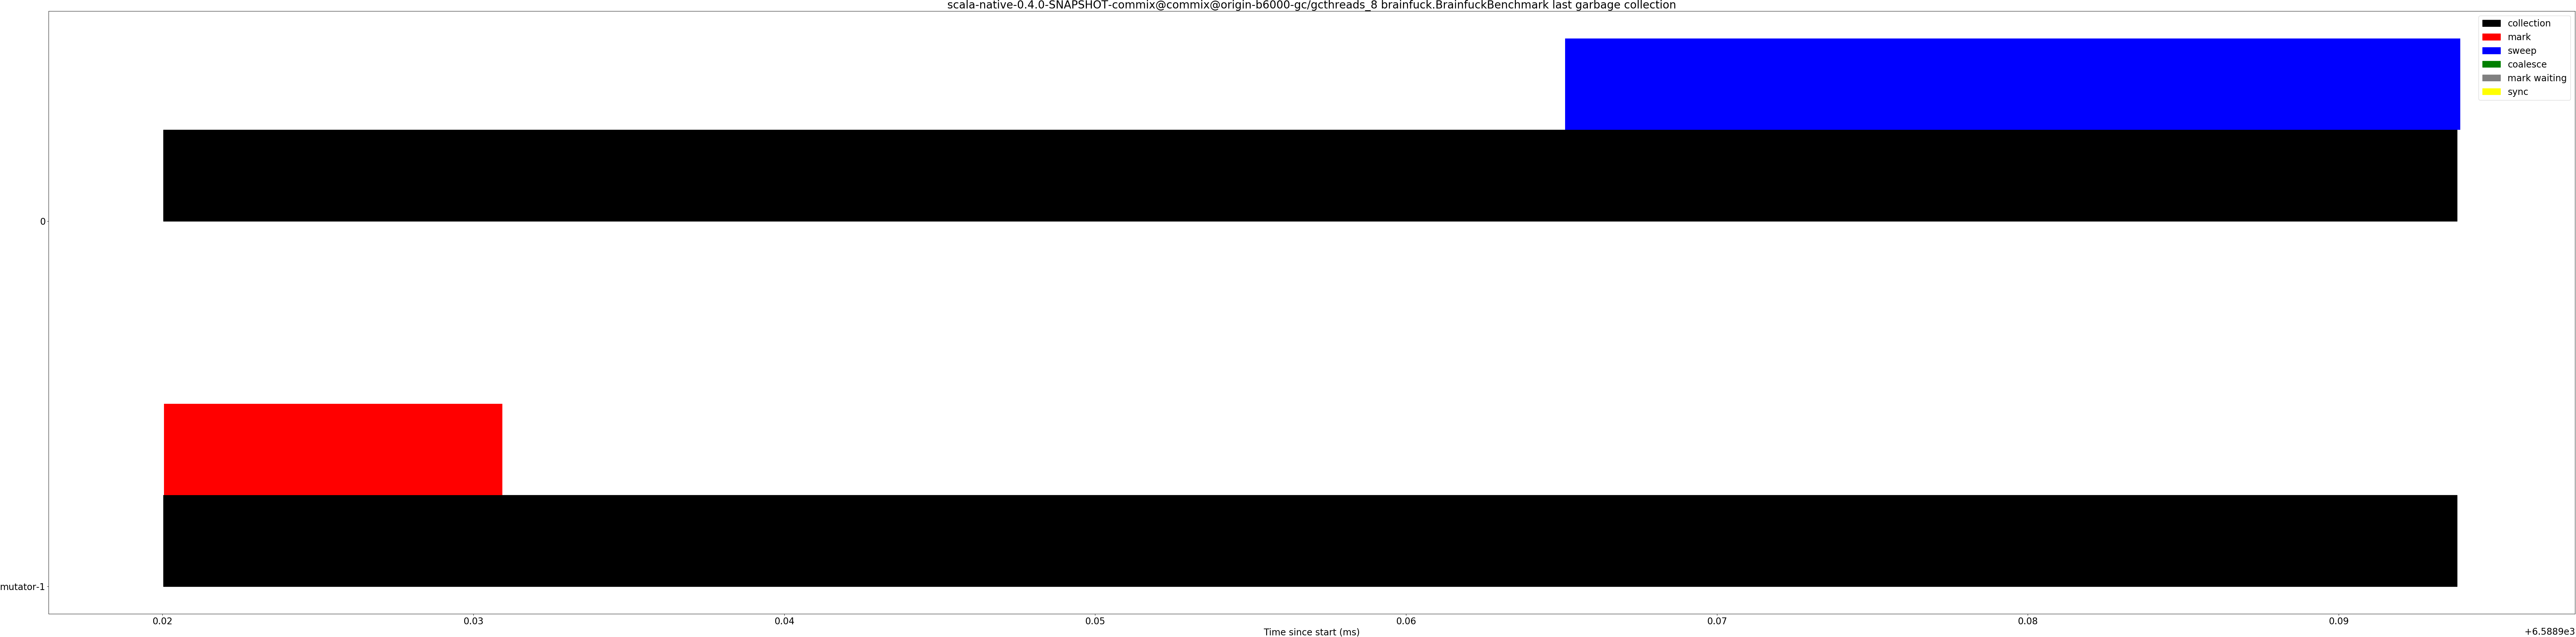 scala-native-0.4.0-SNAPSHOT-commix@commix@origin-b6000-gc/gcthreads_8 brainfuck.BrainfuckBenchmark last garbage collection
collection
mark
sweep
coalesce
mark waiting
sync
0
mutator-1
0.02 0.03 0.04 0.05 0.06 0.07 0.08 0.09
Time since start (ms)
+6.5889e3